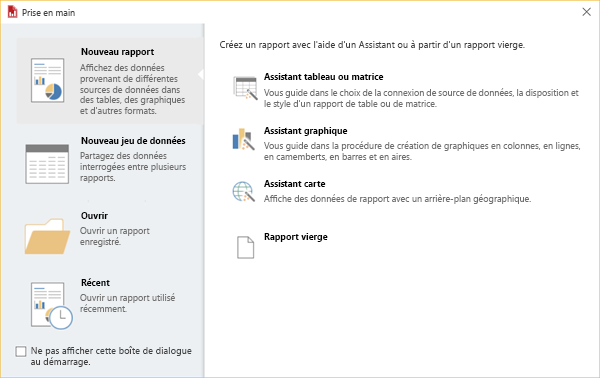 Prise en main
Nouveau rapport
Affichez des données
provenant de différentes
sources de données dans
des tables, des graphiques
et d'autres formats.
Nouveau jeu de données
Partagez des données
interrogées entre plusieurs
rapports.
Ouvrir
Ouvrir un rapport
enregistré.
Récent
Ouvrir un rapport utilisé
récemment.
Ne pas afficher cette boîte de dialogue
au démarrage.
Créez un rapport avec l'aide d'un Assistant ou à partir d'un rapport vierge.
Assistant tableau ou matrice
Vous guide dans le choix de la connexion de source de données, la disposition et
le style d'un rapport de table ou de matrice.
Assistant graphique
Vous guide dans la procédure de création de graphiques en colonnes, en lignes,
en camemberts, en barres et en aires.
Assistant carte
Affiche des données de rapport avec un arrière-plan géographique.
Rapport vierge